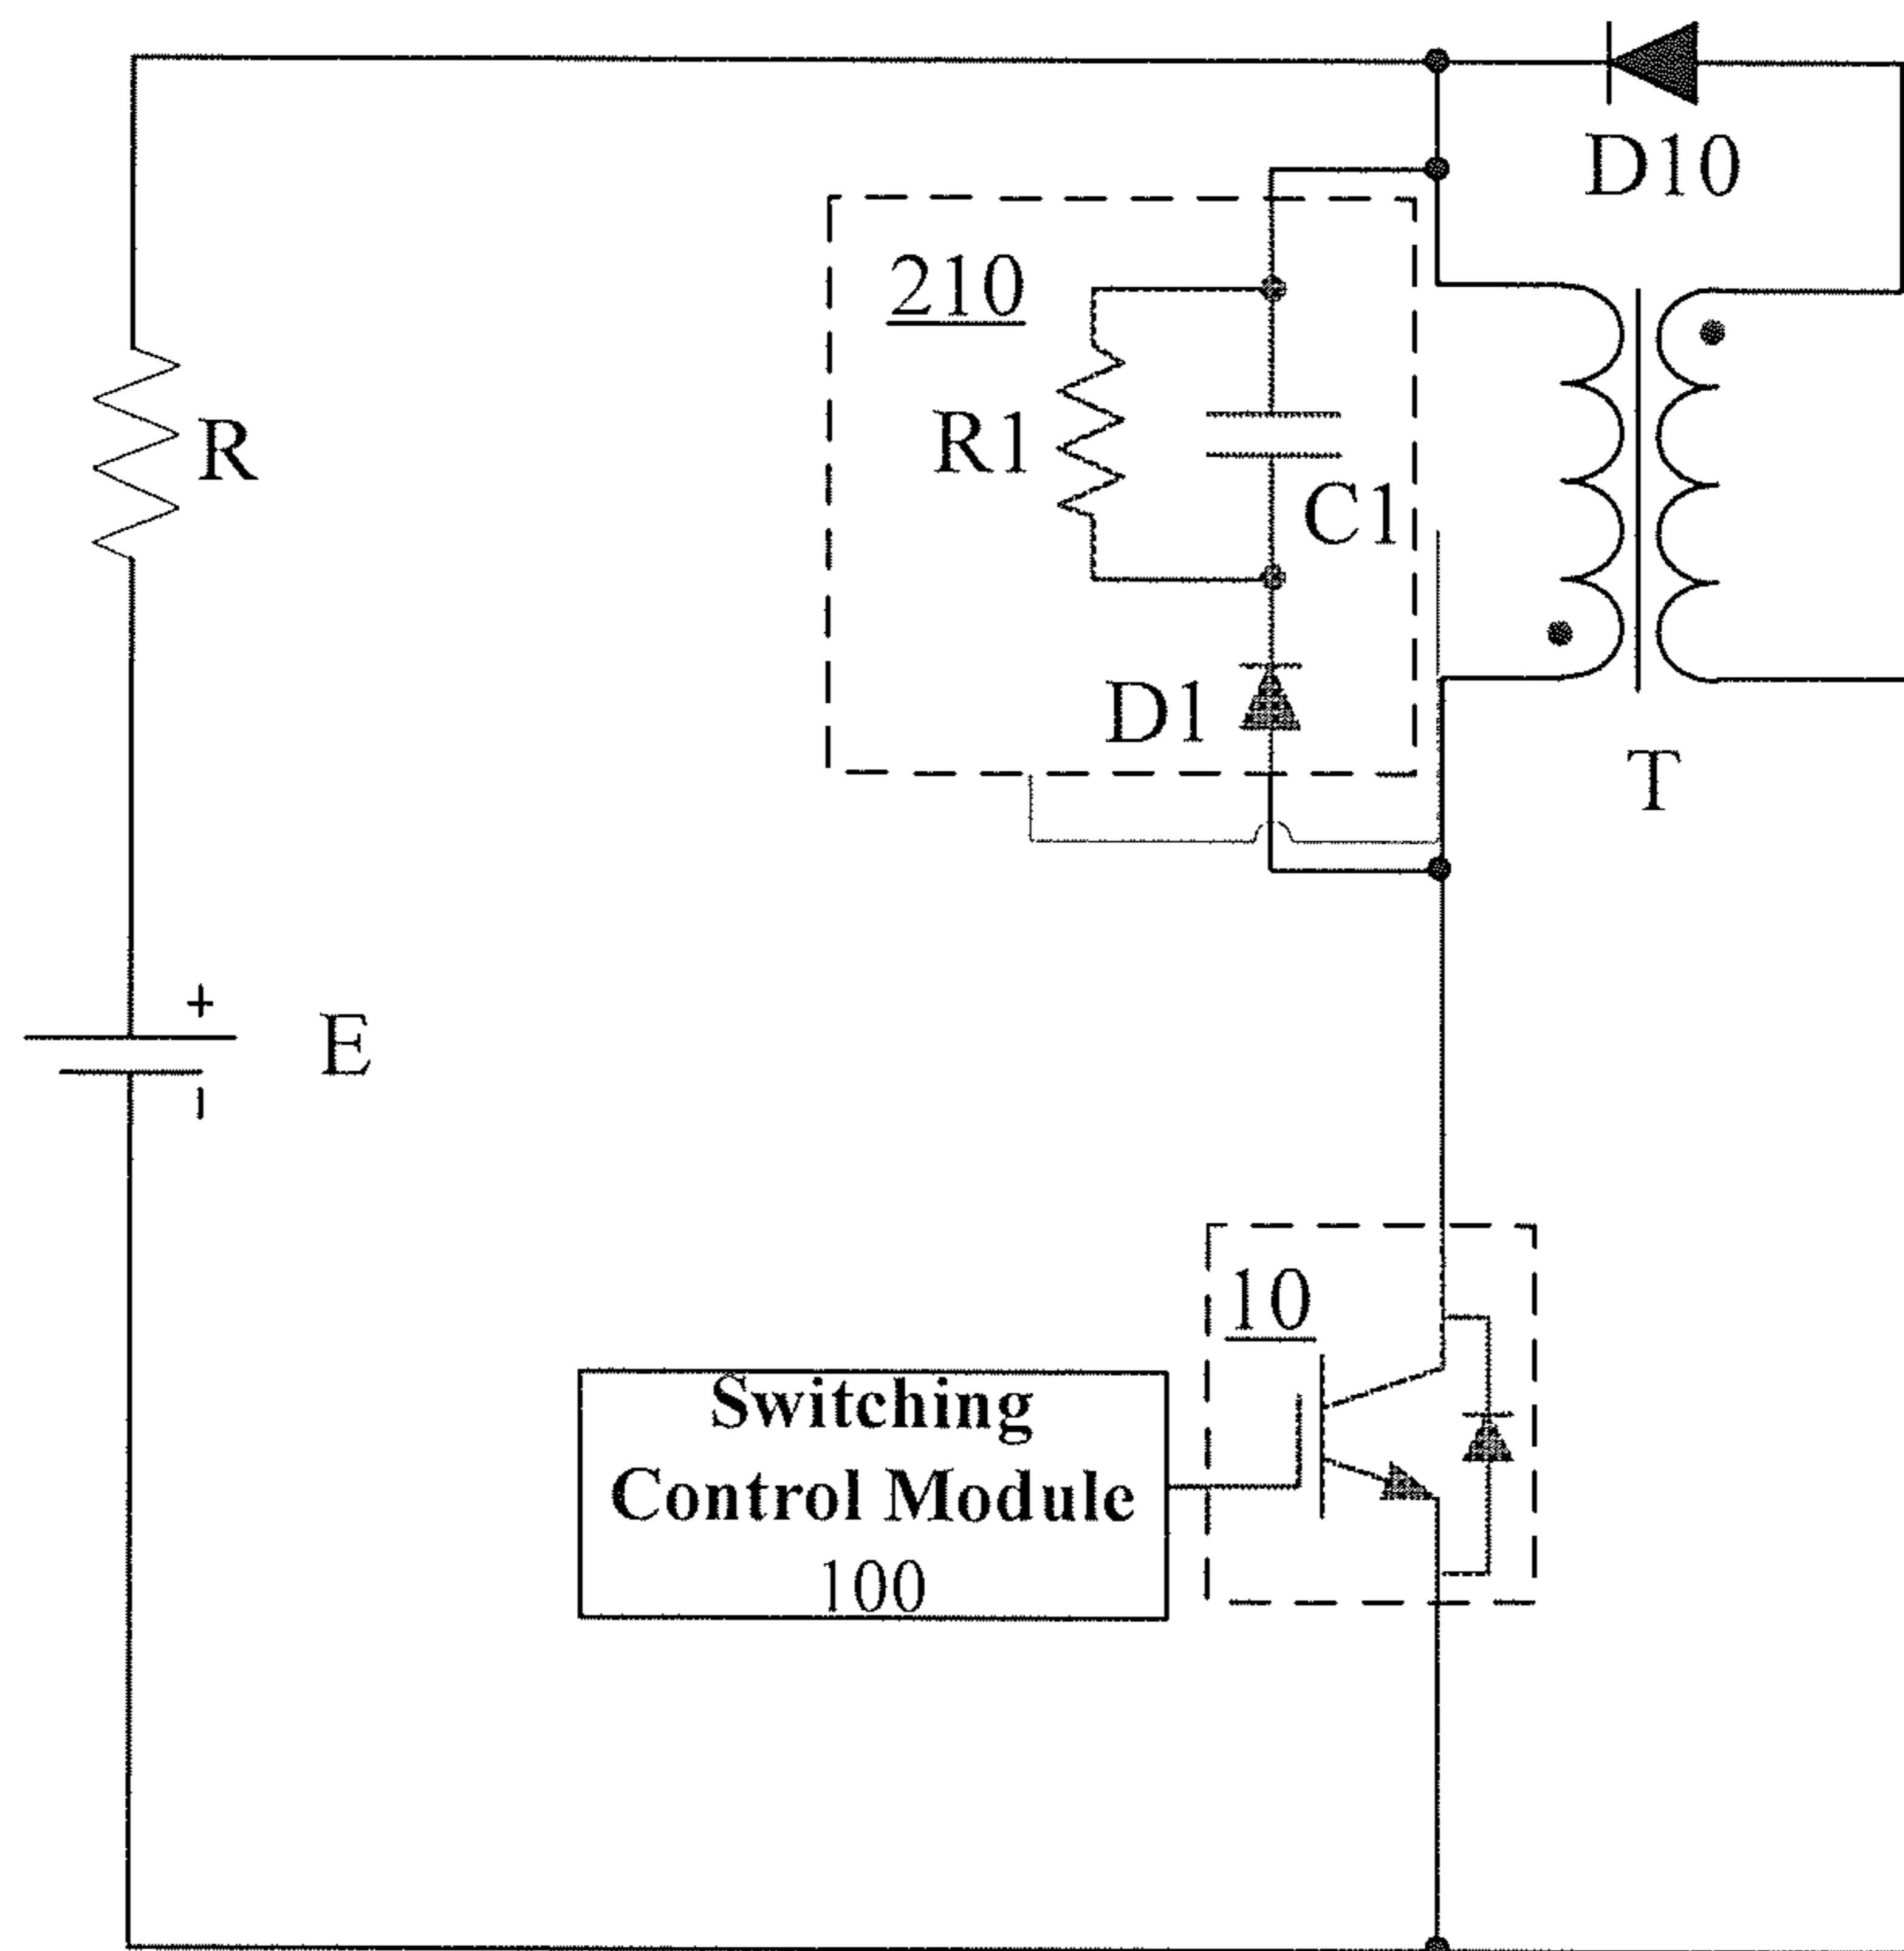 D10
210
R
R1
C1
D1
T
+
E
-
10
Switching
Control Module
100